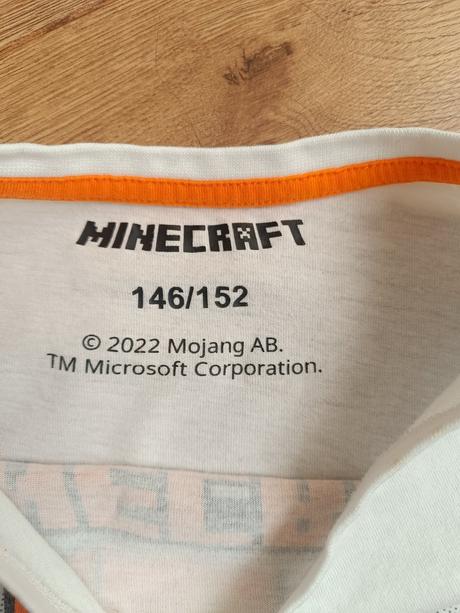 MINECRAFT
146/152
© 2022 Mojang AB.
TM Microsoft Corporation.